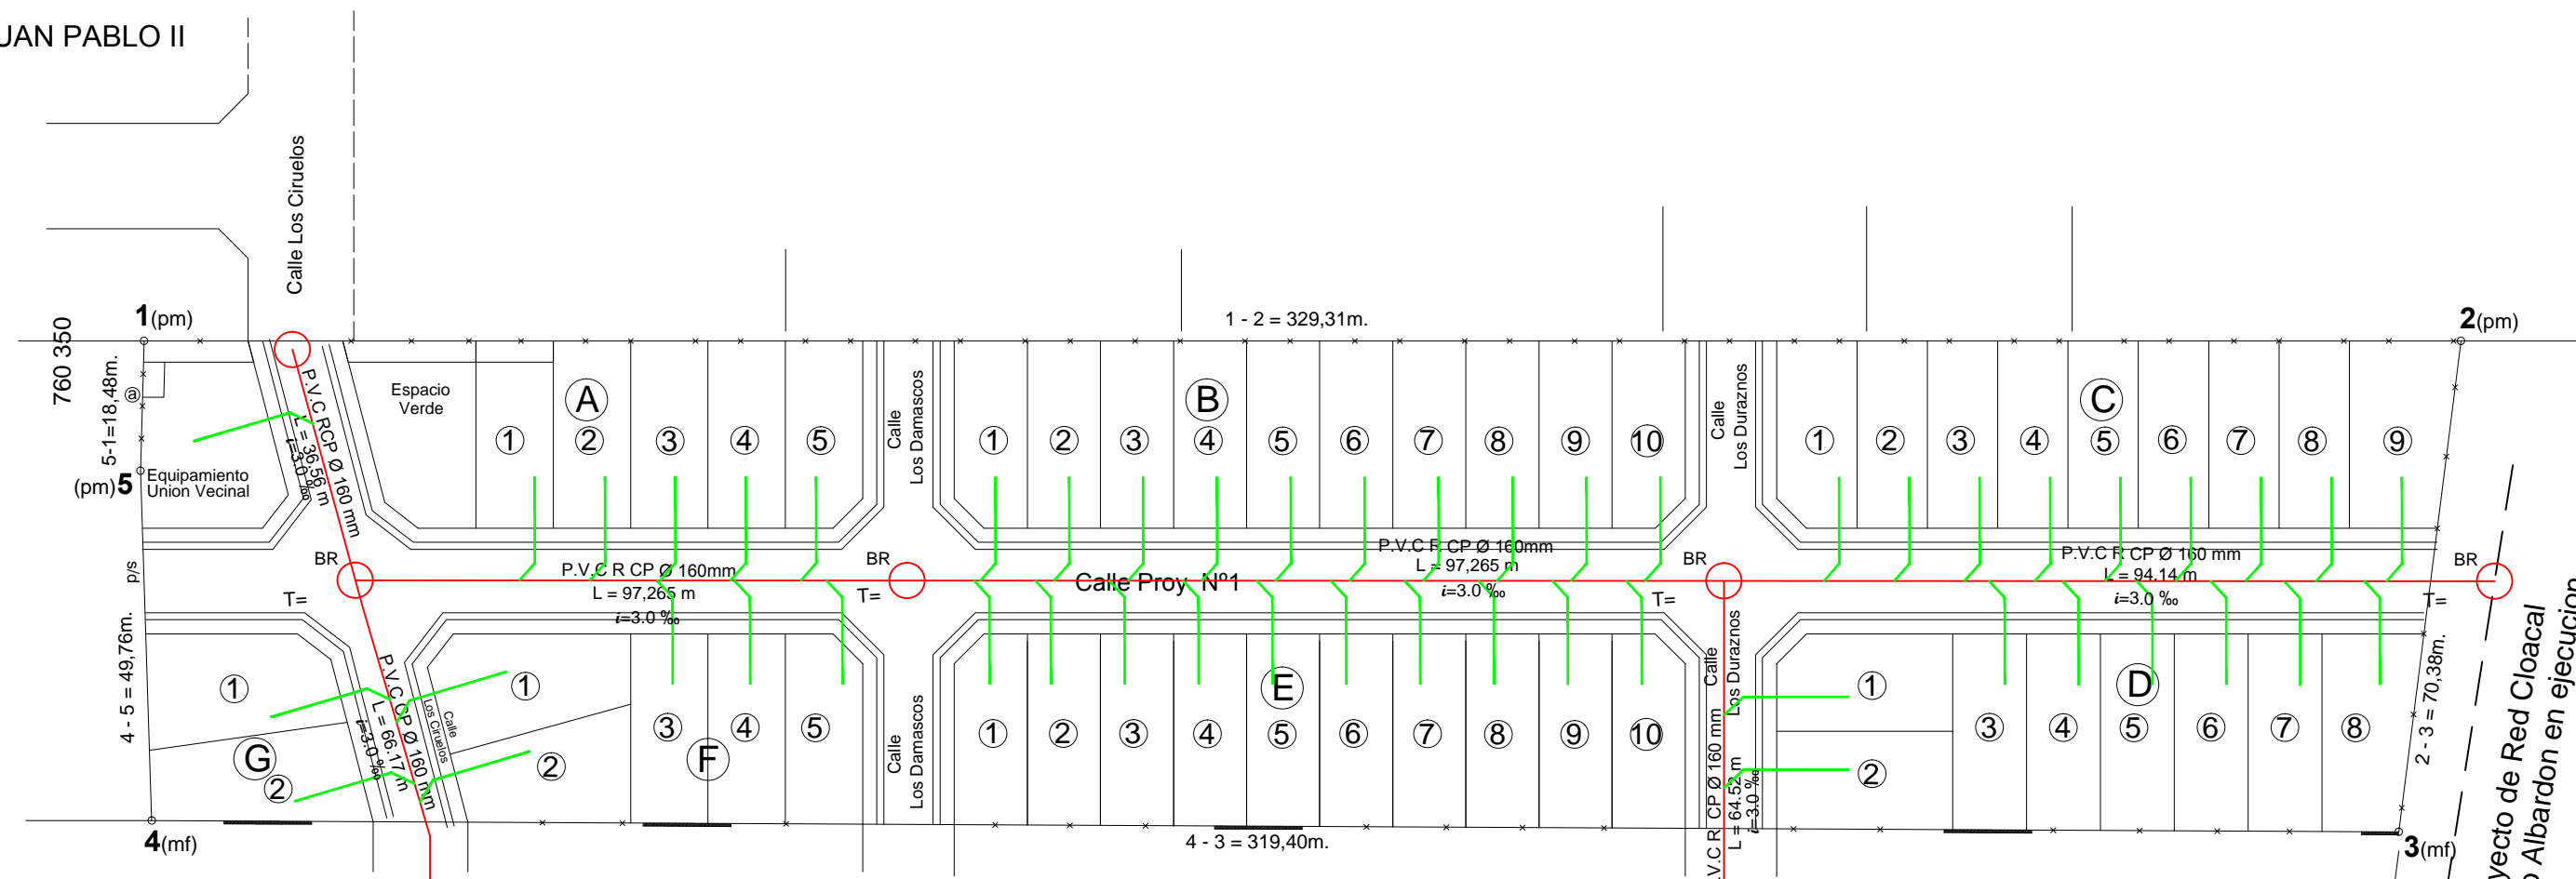 UAN PABLO II
Calle Los Ciruelos
760 350
1(pm)
1 - 2 = 329,31m.
2(pm)
5-1=18,48m.
a
(pm)5
Equipamiento
Union Vecinal
P.V.C RCP Ø 160 mm
L = 36.56 m
i=3.0 ‰
Espacio
Verde
A
1
2
3
4
5
Calle
Los Damascos
B
1
2
3
4
5
6
7
8
9
10
Calle
Los Duraznos
C
1
2
3
4
5
6
7
8
9
p/s
BR
T=
P.V.C R CP Ø 160mm
L = 97,265 m
i=3.0 ‰
BR
T=
Calle Proy. Nº1
P.V.C R CP Ø 160mm
L = 97,265 m
i=3.0 ‰
BR
T=
P.V.C R CP Ø 160 mm
L = 94.14 m
i=3.0 ‰
BR
T=
4 - 5 = 49,76m.
1
G
2
P.V.C CP Ø 160 mm
L = 66.17 m
i=3.0 ‰
Calle
Los Ciruelos
1
2
3
4
5
F
Calle
Los Damascos
E
1
2
3
4
5
6
7
8
9
10
Calle
Los Duraznos
.V.C R CP Ø 160 mm
L = 64.52 m
i=3.0 ‰
1
2
D
3
4
5
6
7
8
2 - 3 = 70,38m.
4(mf)
4 - 3 = 319,40m.
3(mf)
yecto de Red Cloacal
o Albardon en ejecucion